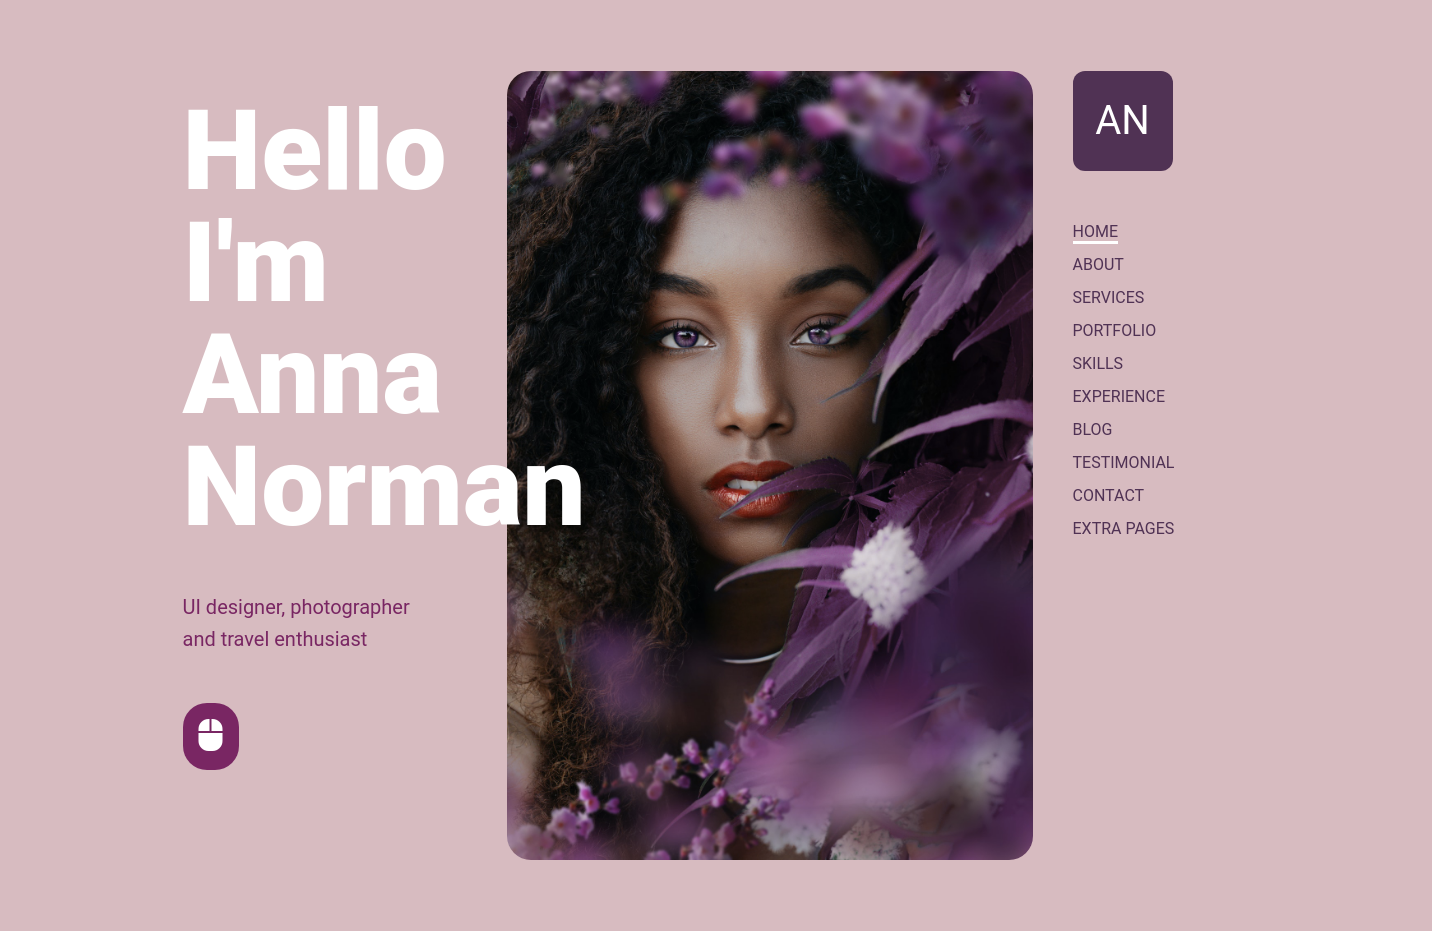 Hello
I'm
Anna
Norman
UI designer, photographer
and travel enthusiast
AN
HOME
ABOUT
SERVICES
PORTFOLIO
SKILLS
EXPERIENCE
BLOG
TESTIMONIAL
CONTACT
EXTRA PAGES